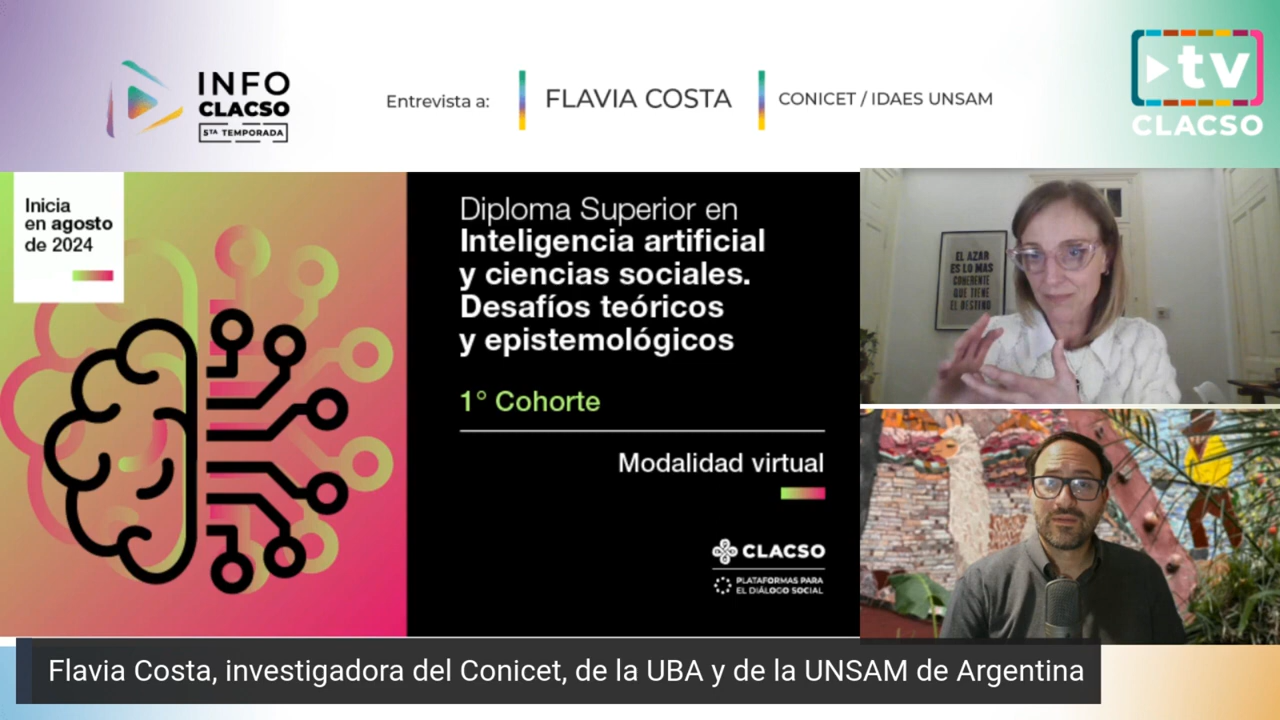 INFO
CLACSO
5TA TEMPORADA
Entrevista a:
FLAVIA COSTA
CONICET / IDAES UNSAM
tv
CLACSO
Inicia
en agosto
de 2024
Diploma Superior en
Inteligencia artificial
y ciencias sociales.
Desafíos teóricos
y epistemológicos
1° Cohorte
Modalidad virtual
CLACSO
PLATAFORMAS PARA
EL DIÁLOGO SOCIAL
EL AZAR
ES LO MAS
COHERENTE
QUE TIENE
EL DESTINO
Flavia Costa, investigadora del Conicet, de la UBA y de la UNSAM de Argentina